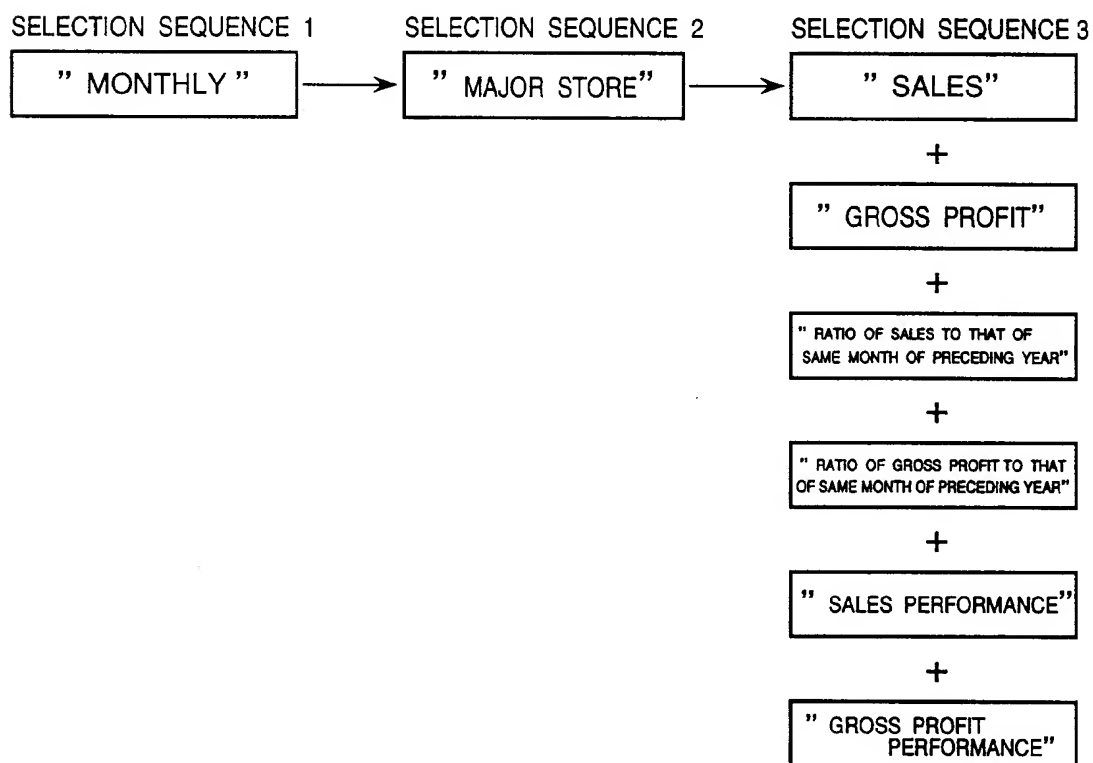 SELECTION SEQUENCE 1
SELECTION SEQUENCE 2
SELECTION SEQUENCE 3
" MONTHLY "
" MAJOR STORE"
" SALES"
+
" GROSS PROFIT"
+
" RATIO OF SALES TO THAT OF
SAME MONTH OF PRECEDING YEAR"
+
" RATIO OF GROSS PROFIT TO THAT
OF SAME MONTH OF PRECEDING YEAR"
+
" SALES PERFORMANCE"
+
" GROSS PROFIT
PERFORMANCE"